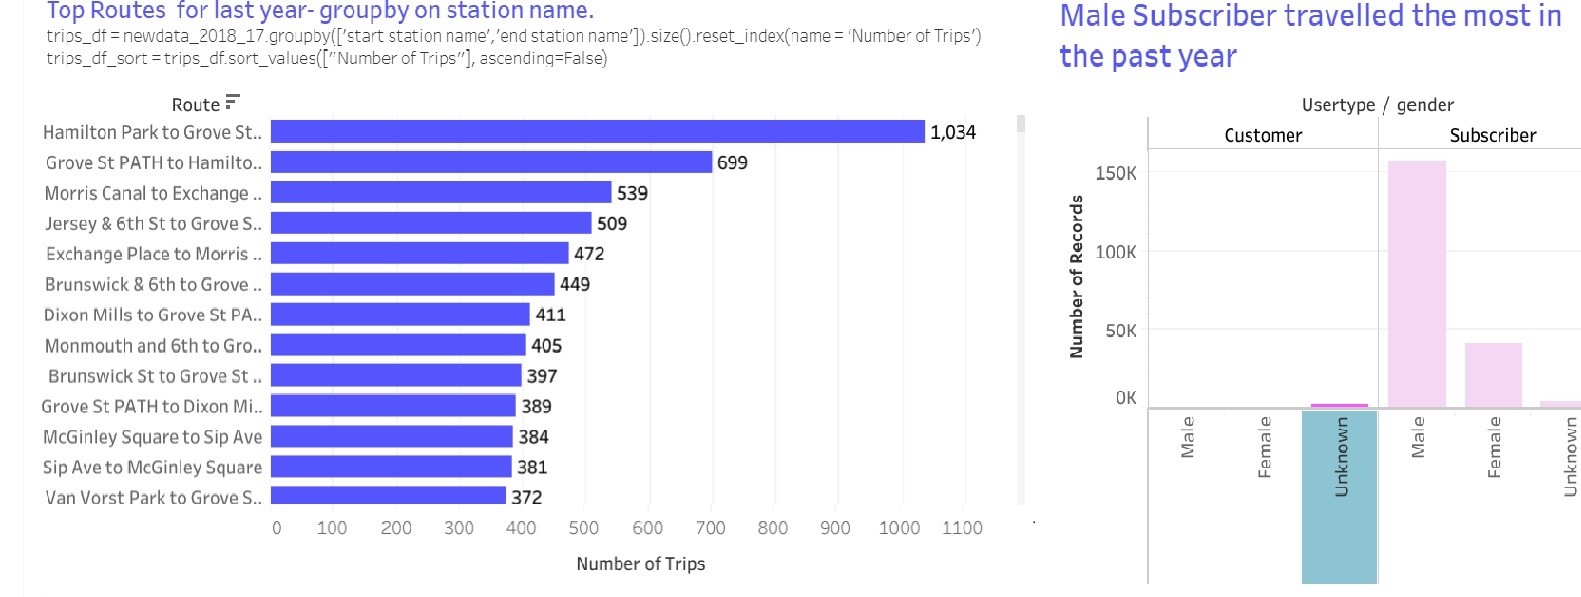 Top Routes for last year- groupby on station name.
trips_df = newdata_2018_17.groupby(['start station name','end station name']).size().reset_index(name = 'Number of Trips')
trips_df_sort = trips_df.sort_values(["Number of Trips"], ascending=False)
Route
Hamilton Park to Grove St.. 1,034
Grove St PATH to Hamilto.. 699
Morris Canal to Exchange .. 539
Jersey & 6th St to Grove S.. 509
Exchange Place to Morris .. 472
Brunswick & 6th to Grove .. 449
Dixon Mills to Grove St PA.. 411
Monmouth and 6th to Gro.. 405
Brunswick St to Grove St .. 397
Grove St PATH to Dixon Mi.. 389
McGinley Square to Sip Ave 384
Sip Ave to McGinley Square 381
Van Vorst Park to Grove S.. 372
0 100 200 300 400 500 600 700 800 900 1000 1100
Number of Trips
Male Subscriber travelled the most in
the past year
Usertype / gender
Customer Subscriber
150K
100K
50K
0K
Number of Records
Male Female Unknown Male Female Unknown